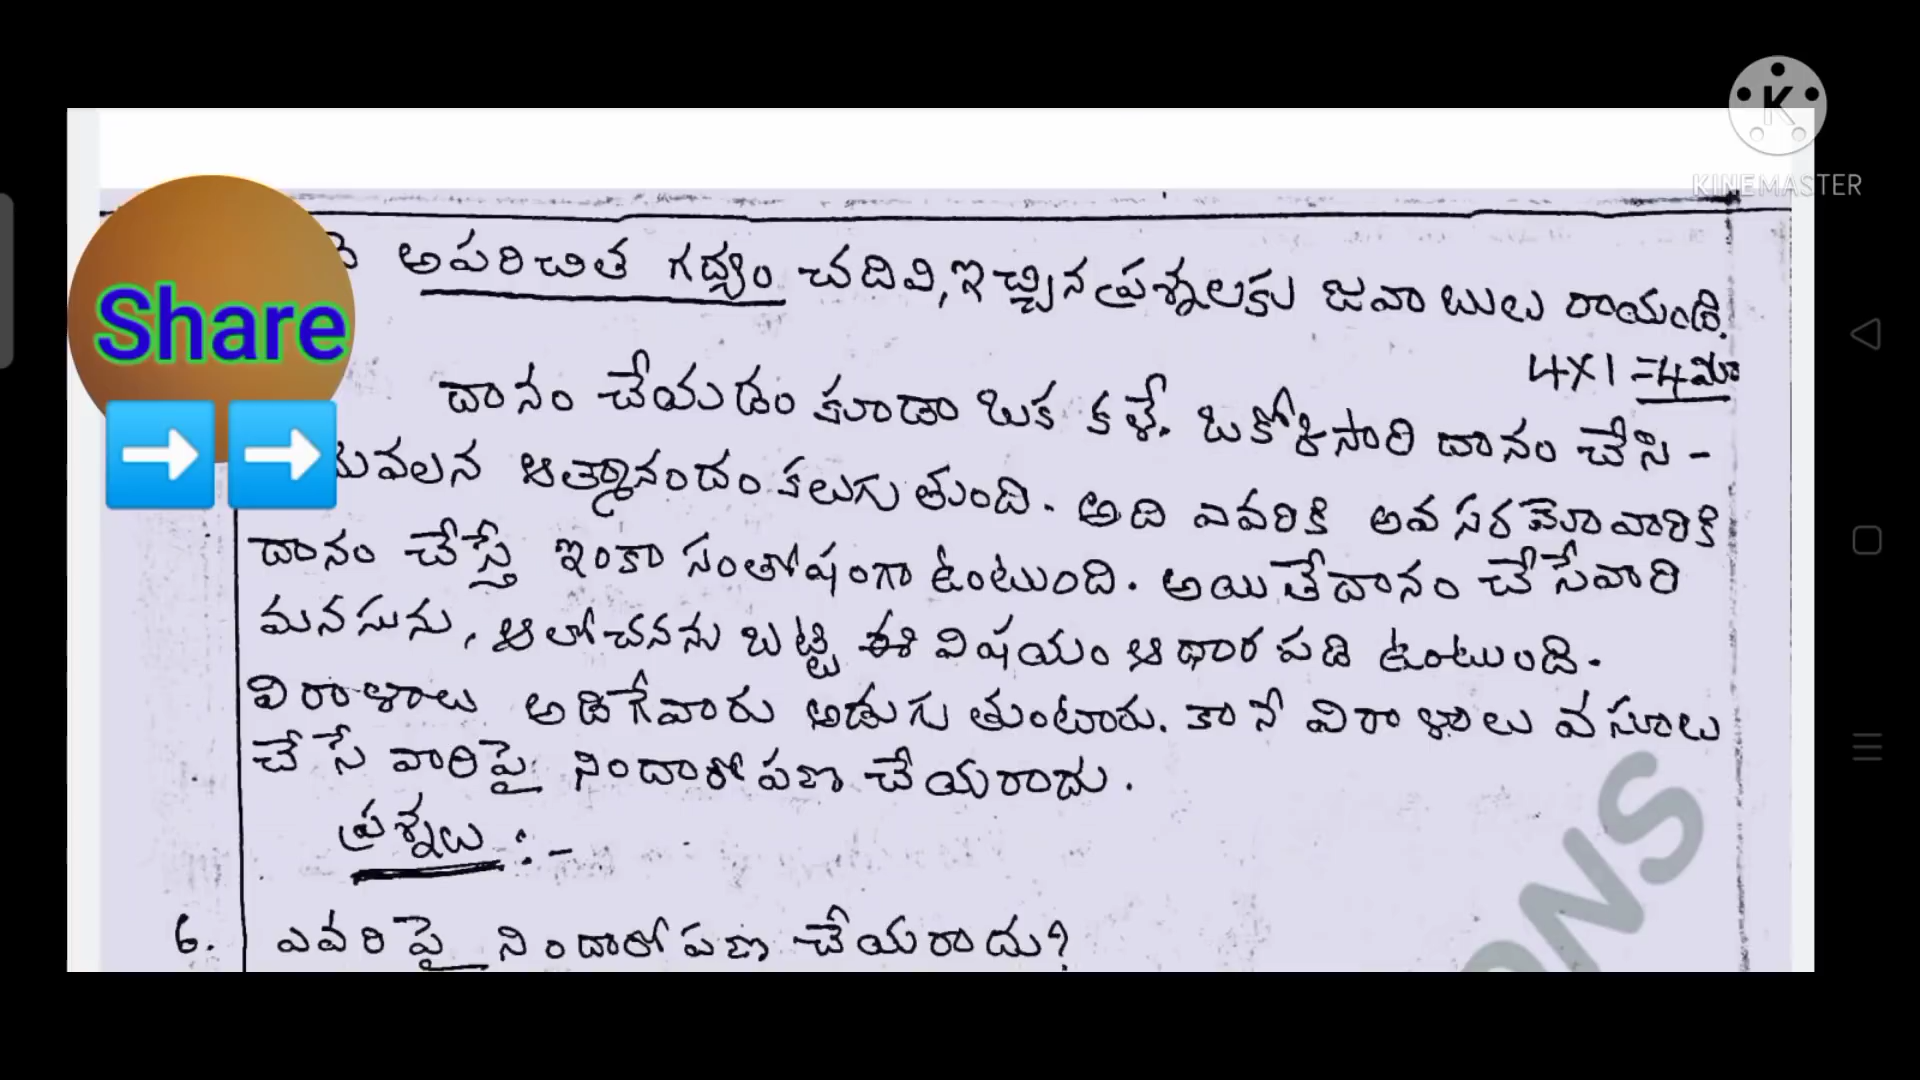 KINEMASTER
అపరిచిత గద్యం చదివి, ఇచ్చిన ప్రశ్నలకు జవాబులు రాయండి.
4X1=4మా
Share
దానం చేయడం కూడా ఒక కళే. ఒక్కోక్కసారి దానం చేసి-
వలన ఆత్మానందం కలుగుతుంది. అది ఎవరికి అవసరమోవారికి
దానం చేస్తే ఇంకా సంతోషంగా ఉంటుంది. అయితేదానం చేసేవారి
మనసును, ఆలోచనను బట్టి ఈ విషయం ఆధారపడి ఉంటుంది.
విరాళాలు అడిగేవారు అడుగుతుంటారు. కానీ విరాళాలు వసూలు
చేసే వారిపై నిందారోపణ చేయరాదు.
ప్రశ్నలు :-
6. ఎవరిపై నిందారోపణ చేయరాదు?